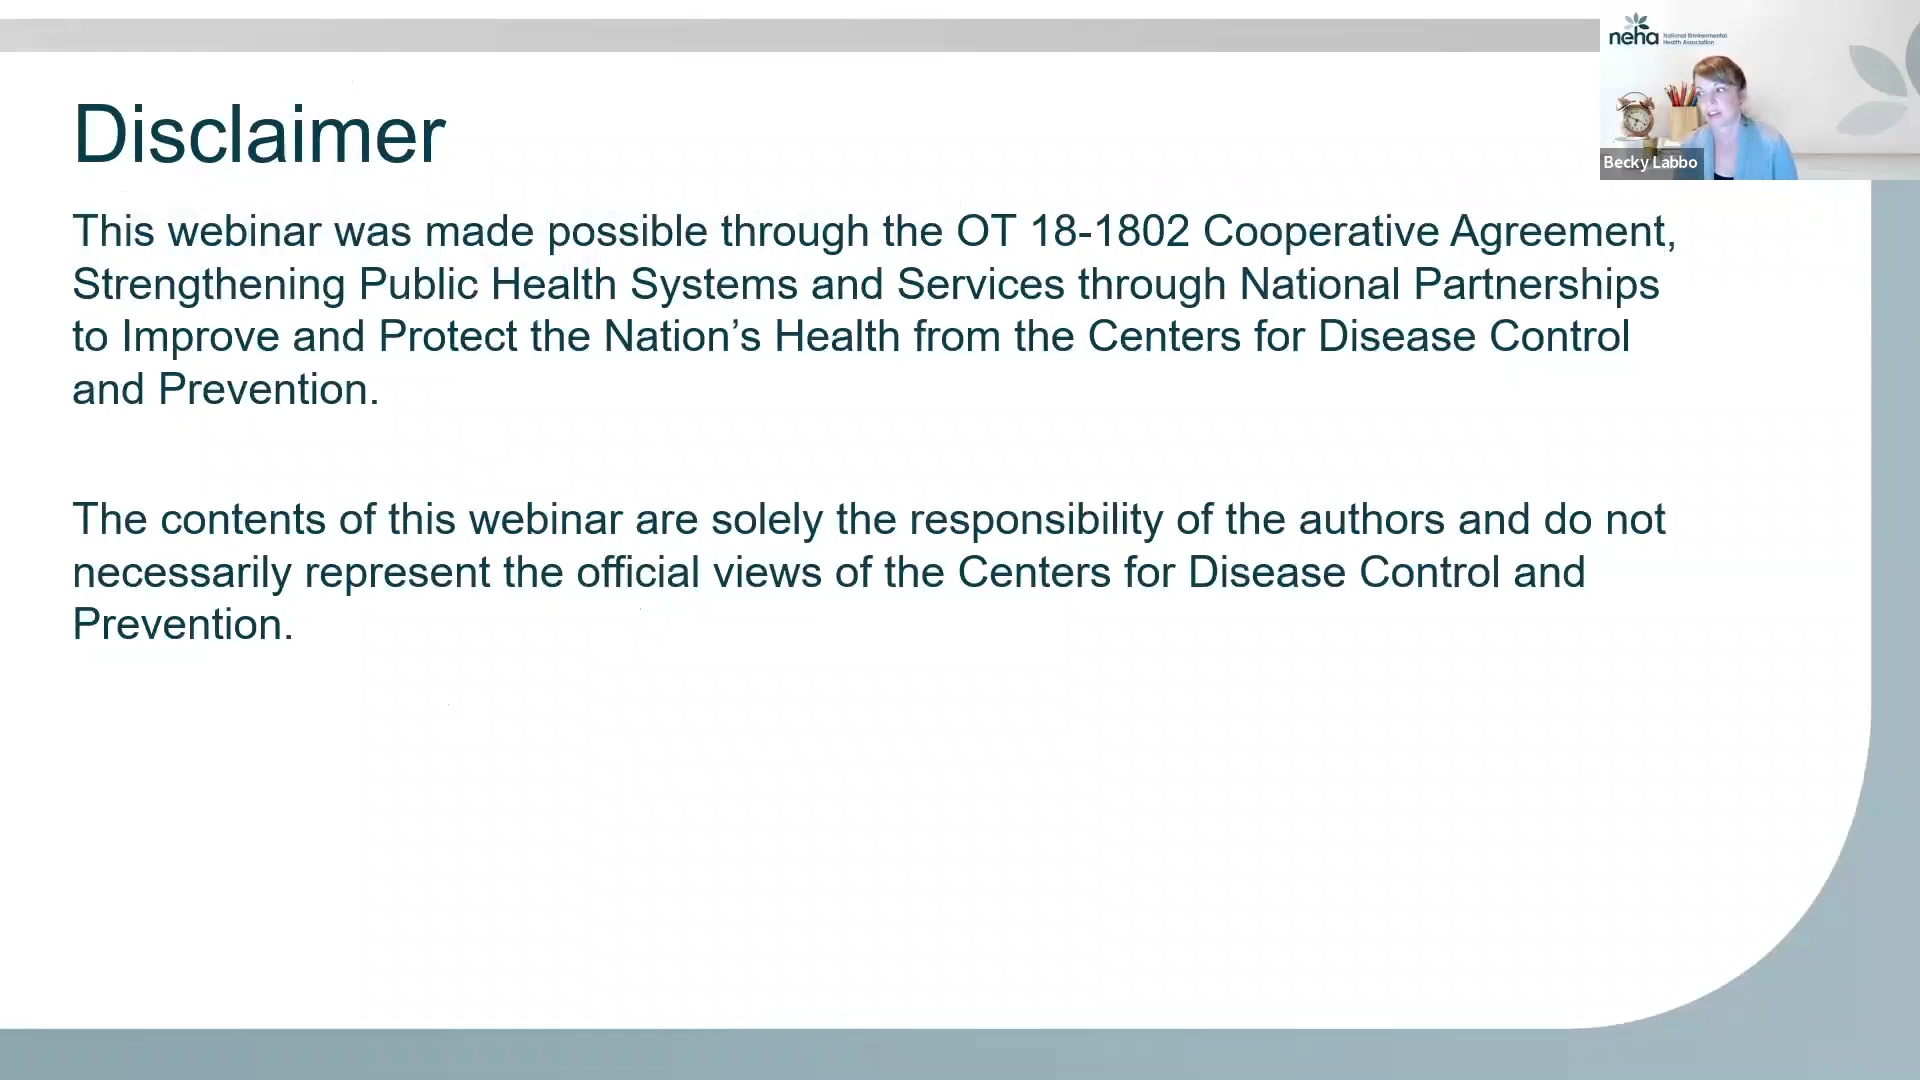 neha National Environmental
Health Association
Becky Labbo
Disclaimer
This webinar was made possible through the OT 18-1802 Cooperative Agreement,
Strengthening Public Health Systems and Services through National Partnerships
to Improve and Protect the Nation’s Health from the Centers for Disease Control
and Prevention.
The contents of this webinar are solely the responsibility of the authors and do not
necessarily represent the official views of the Centers for Disease Control and
Prevention.